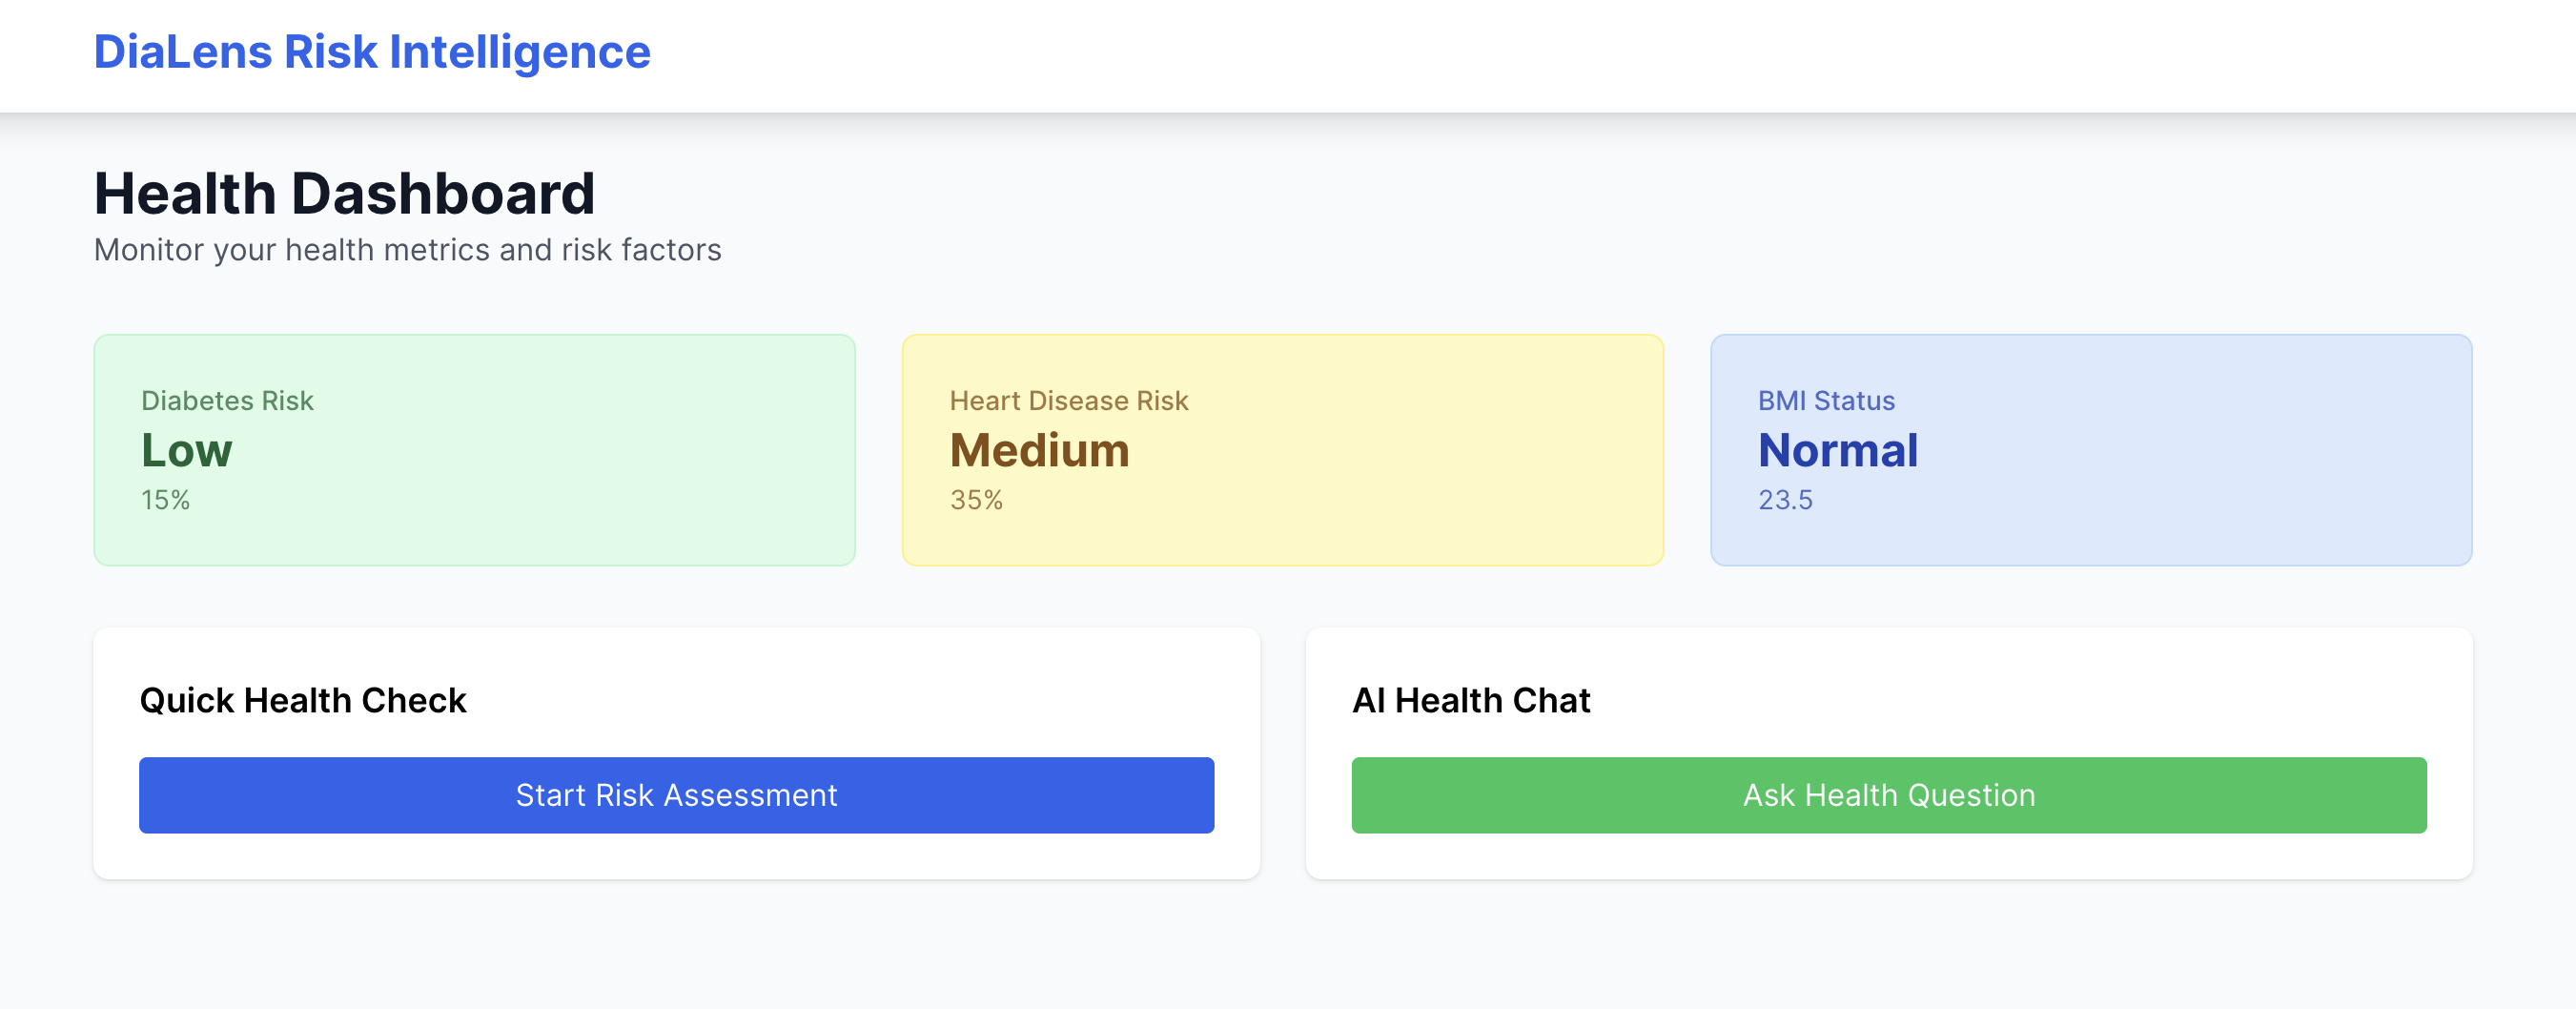 DiaLens Risk Intelligence
Health Dashboard
Monitor your health metrics and risk factors
Diabetes Risk
Low
15%
Heart Disease Risk
Medium
35%
BMI Status
Normal
23.5
Quick Health Check
Start Risk Assessment
AI Health Chat
Ask Health Question